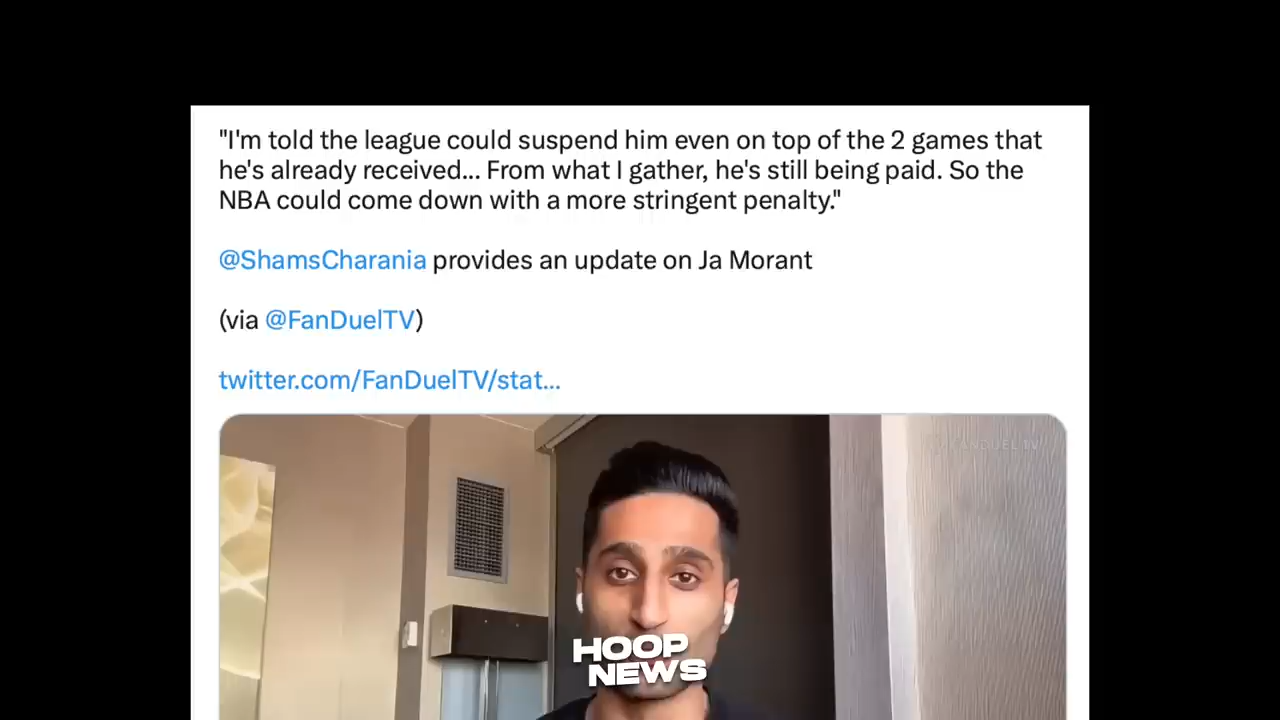 "I'm told the league could suspend him even on top of the 2 games that
he's already received... From what I gather, he's still being paid. So the
NBA could come down with a more stringent penalty."
@ShamsCharania provides an update on Ja Morant
(via @FanDuelTV)
twitter.com/FanDuelTV/stat...
FANDUEL TV
HOOP
NEWS